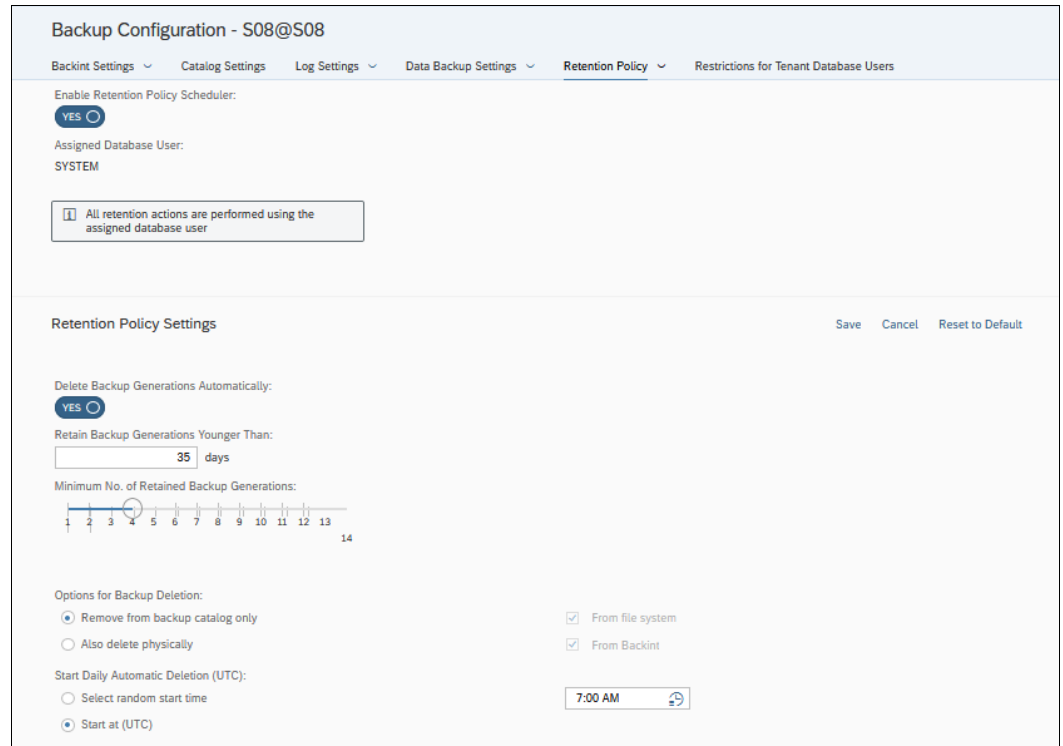 Backup Configuration - S08@S08
Backint Settings Catalog Settings Log Settings Data Backup Settings Retention Policy Restrictions for Tenant Database Users
Enable Retention Policy Scheduler:
YES
Assigned Database User:
SYSTEM
All retention actions are performed using the
assigned database user
Retention Policy Settings Save Cancel Reset to Default
Delete Backup Generations Automatically:
YES
Retain Backup Generations Younger Than:
35 days
Minimum No. of Retained Backup Generations:
1 2 3 4 5 6 7 8 9 10 11 12 13
14
Options for Backup Deletion:
Remove from backup catalog only From file system
Also delete physically From Backint
Start Daily Automatic Deletion (UTC):
Select random start time 7:00 AM
Start at (UTC)